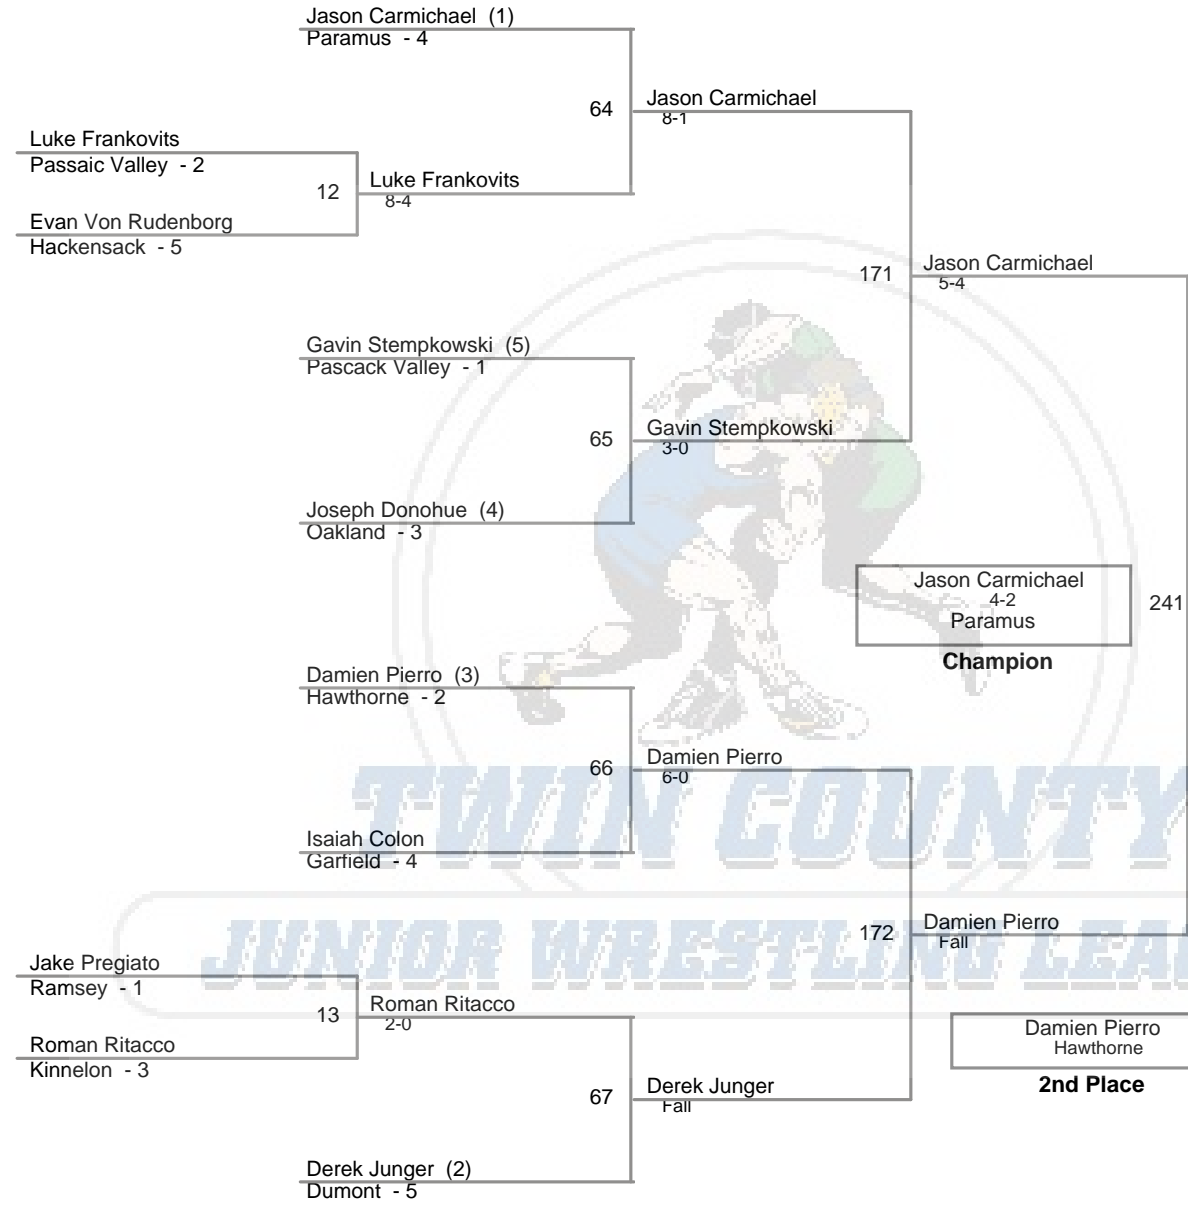 Jason Carmichael (1)
Paramus - 4
64
Jason Carmichael
8-1
Luke Frankovits
Passaic Valley - 2
12
Luke Frankovits
8-4
Evan Von Rudenborg
Hackensack - 5
171
Jason Carmichael
5-4
Gavin Stempkowski (5)
Pascack Valley - 1
65
Gavin Stempkowski
3-0
Joseph Donohue (4)
Oakland - 3
Jason Carmichael
4-2
Paramus
Champion
241
Damien Pierro (3)
Hawthorne - 2
66
Damien Pierro
6-0
Isaiah Colon
Garfield - 4
TWIN COUNTY
JUNIOR WRESTLING LEA
172
Damien Pierro
Fall
Jake Pregiato
Ramsey - 1
13
Roman Ritacco
2-0
Roman Ritacco
Kinnelon - 3
Damien Pierro
Hawthorne
2nd Place
67
Derek Junger
Fall
Derek Junger (2)
Dumont - 5